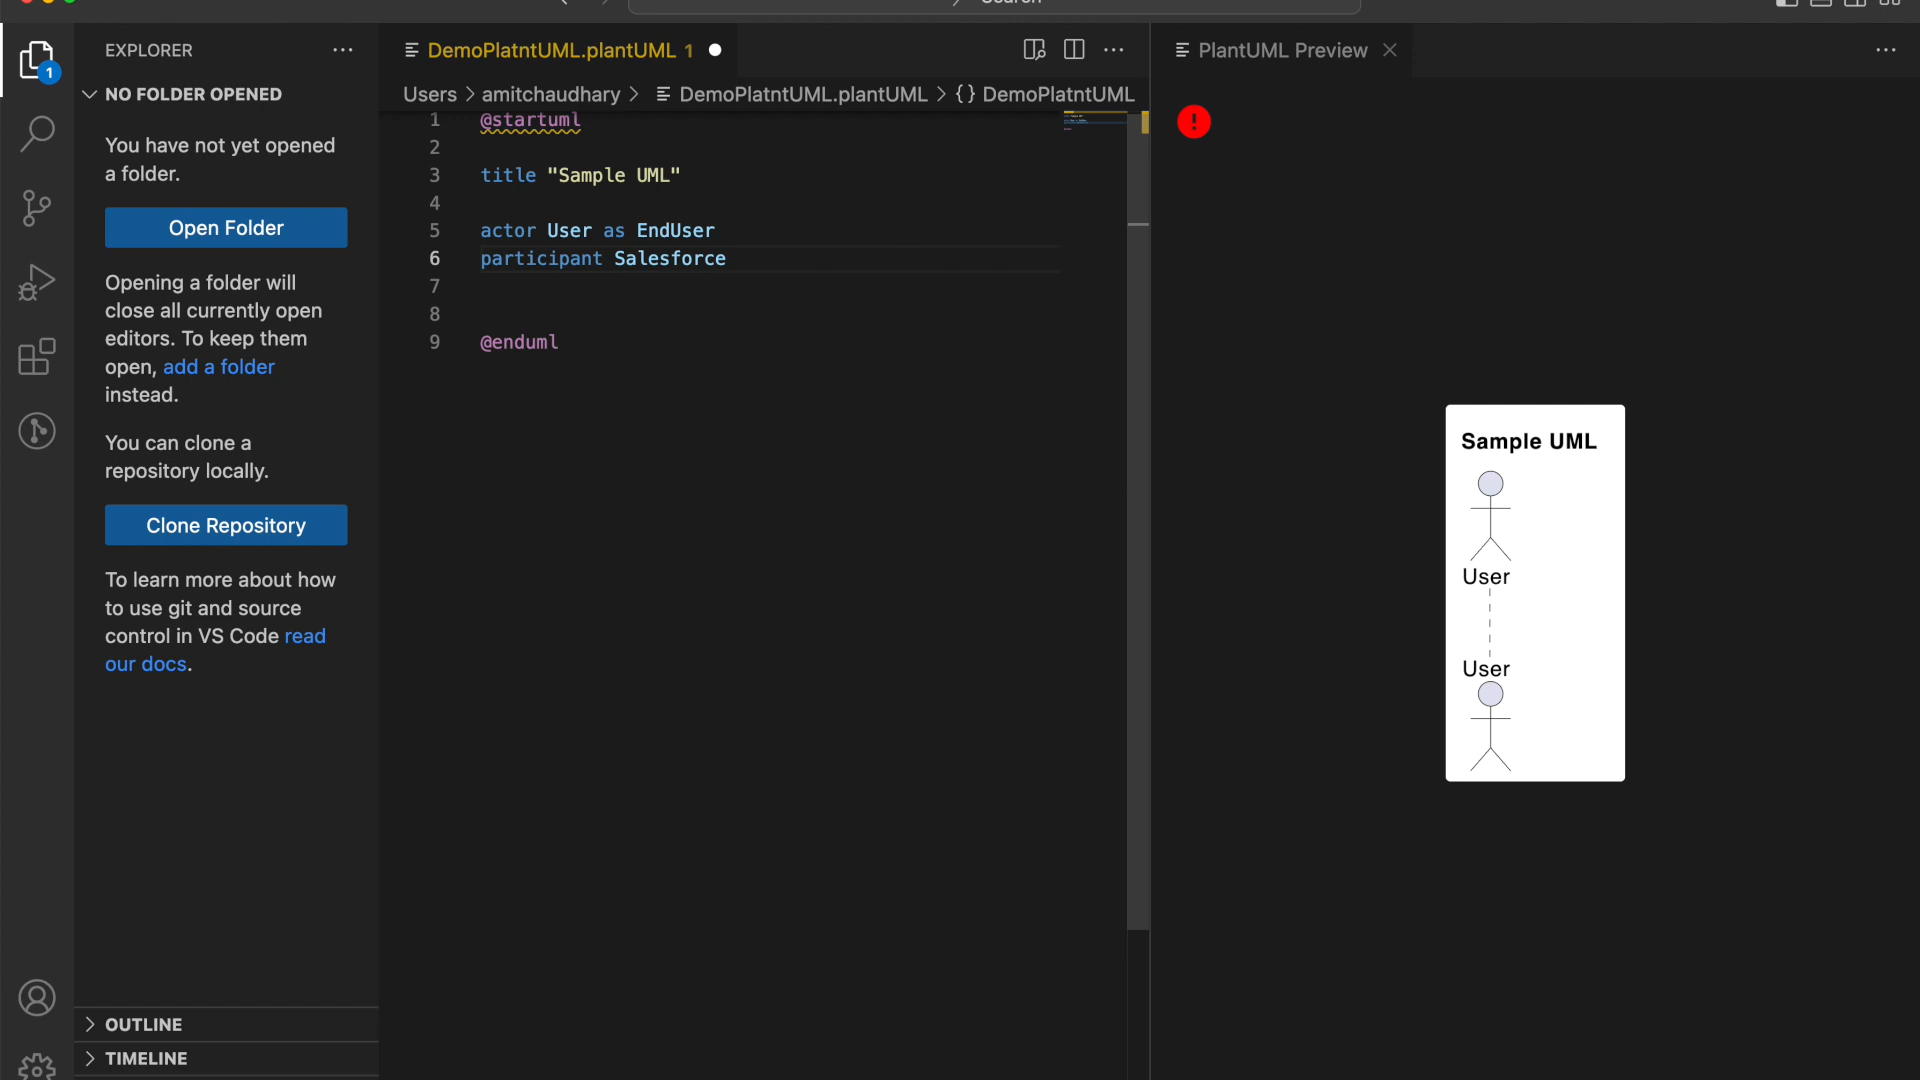 EXPLORER
NO FOLDER OPENED
You have not yet opened
a folder.
Open Folder
Opening a folder will
close all currently open
editors. To keep them
open, add a folder
instead.
You can clone a
repository locally.
Clone Repository
To learn more about how
to use git and source
control in VS Code read
our docs.
OUTLINE
TIMELINE
1
DemoPlatntUML.plantUML 1
Users > amitchaudhary > DemoPlatntUML.plantUML > {} DemoPlatntUML
1 @startuml
2
3 title "Sample UML"
4
5 actor User as EndUser
6 participant Salesforce
7
8
9 @enduml
PlantUML Preview
!
Sample UML
User
User